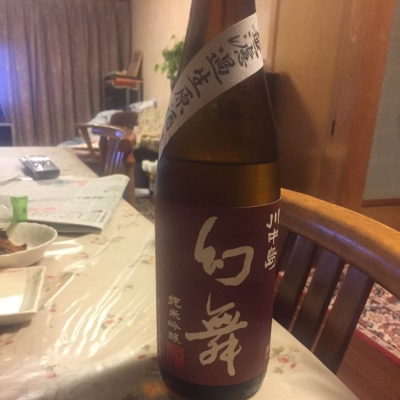 無濾過生原酒
川中島
幻舞
純米吟醸